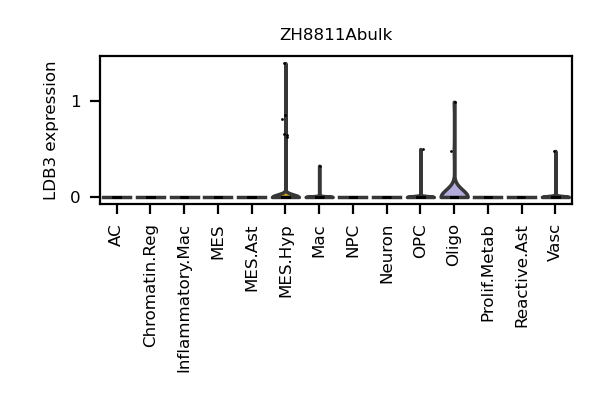 ZH8811Abulk
LDB3 expression
1
0
AC
Chromatin.Reg
Inflammatory.Mac
MES
MES.Ast
MES.Hyp
Mac
NPC
Neuron
OPC
Oligo
Prolif.Metab
Reactive.Ast
Vasc